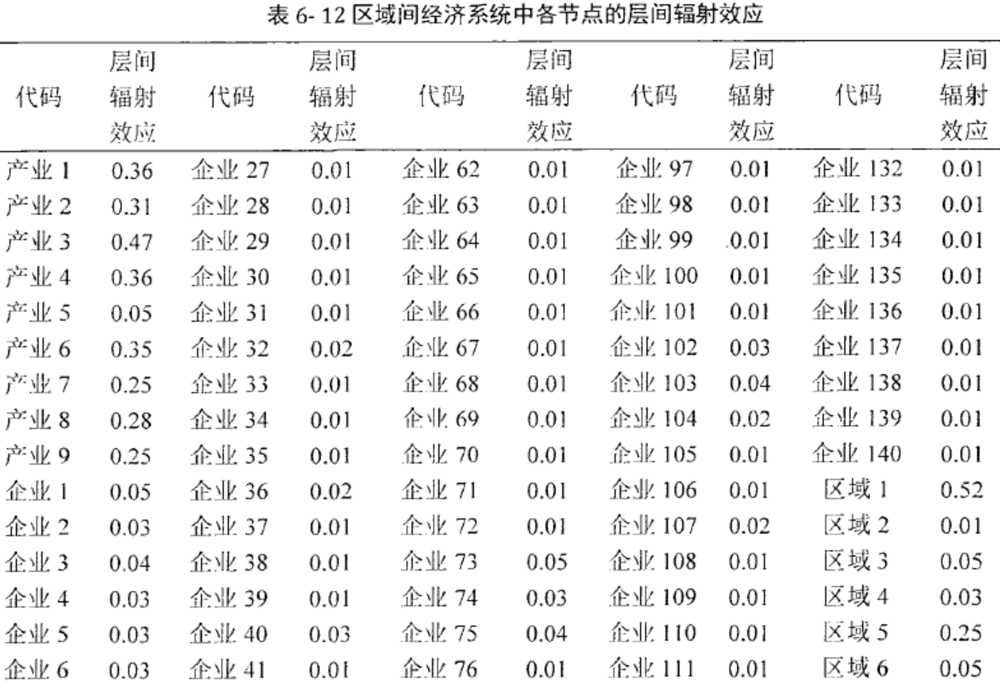 表 6- 12 区域间经济系统中各节点的层间辐射效应
层间 层间 层间 层间 层间
代码 辐射 代码 辐射 代码 辐射 代码 辐射 代码 辐射
效应 效应 效应 效应 效应
产业 1 0.36 企业 27 0.01 企业 62 0.01 企业 97 0.01 企业 132 0.01
产业 2 0.31 企业 28 0.01 企业 63 0.01 企业 98 0.01 企业 133 0.01
产业 3 0.47 企业 29 0.01 企业 64 0.01 企业 99 0.01 企业 134 0.01
产业 4 0.36 企业 30 0.01 企业 65 0.01 企业 100 0.01 企业 135 0.01
产业 5 0.05 企业 31 0.01 企业 66 0.01 企业 101 0.01 企业 136 0.01
产业 6 0.35 企业 32 0.02 企业 67 0.01 企业 102 0.03 企业 137 0.01
产业 7 0.25 企业 33 0.01 企业 68 0.01 企业 103 0.04 企业 138 0.01
产业 8 0.28 企业 34 0.01 企业 69 0.01 企业 104 0.02 企业 139 0.01
产业 9 0.25 企业 35 0.01 企业 70 0.01 企业 105 0.01 企业 140 0.01
企业 1 0.05 企业 36 0.02 企业 71 0.01 企业 106 0.01 区域 1 0.52
企业 2 0.03 企业 37 0.01 企业 72 0.01 企业 107 0.02 区域 2 0.01
企业 3 0.04 企业 38 0.01 企业 73 0.05 企业 108 0.01 区域 3 0.05
企业 4 0.03 企业 39 0.01 企业 74 0.03 企业 109 0.01 区域 4 0.03
企业 5 0.03 企业 40 0.03 企业 75 0.04 企业 110 0.01 区域 5 0.25
企业 6 0.03 企业 41 0.01 企业 76 0.01 企业 111 0.01 区域 6 0.05